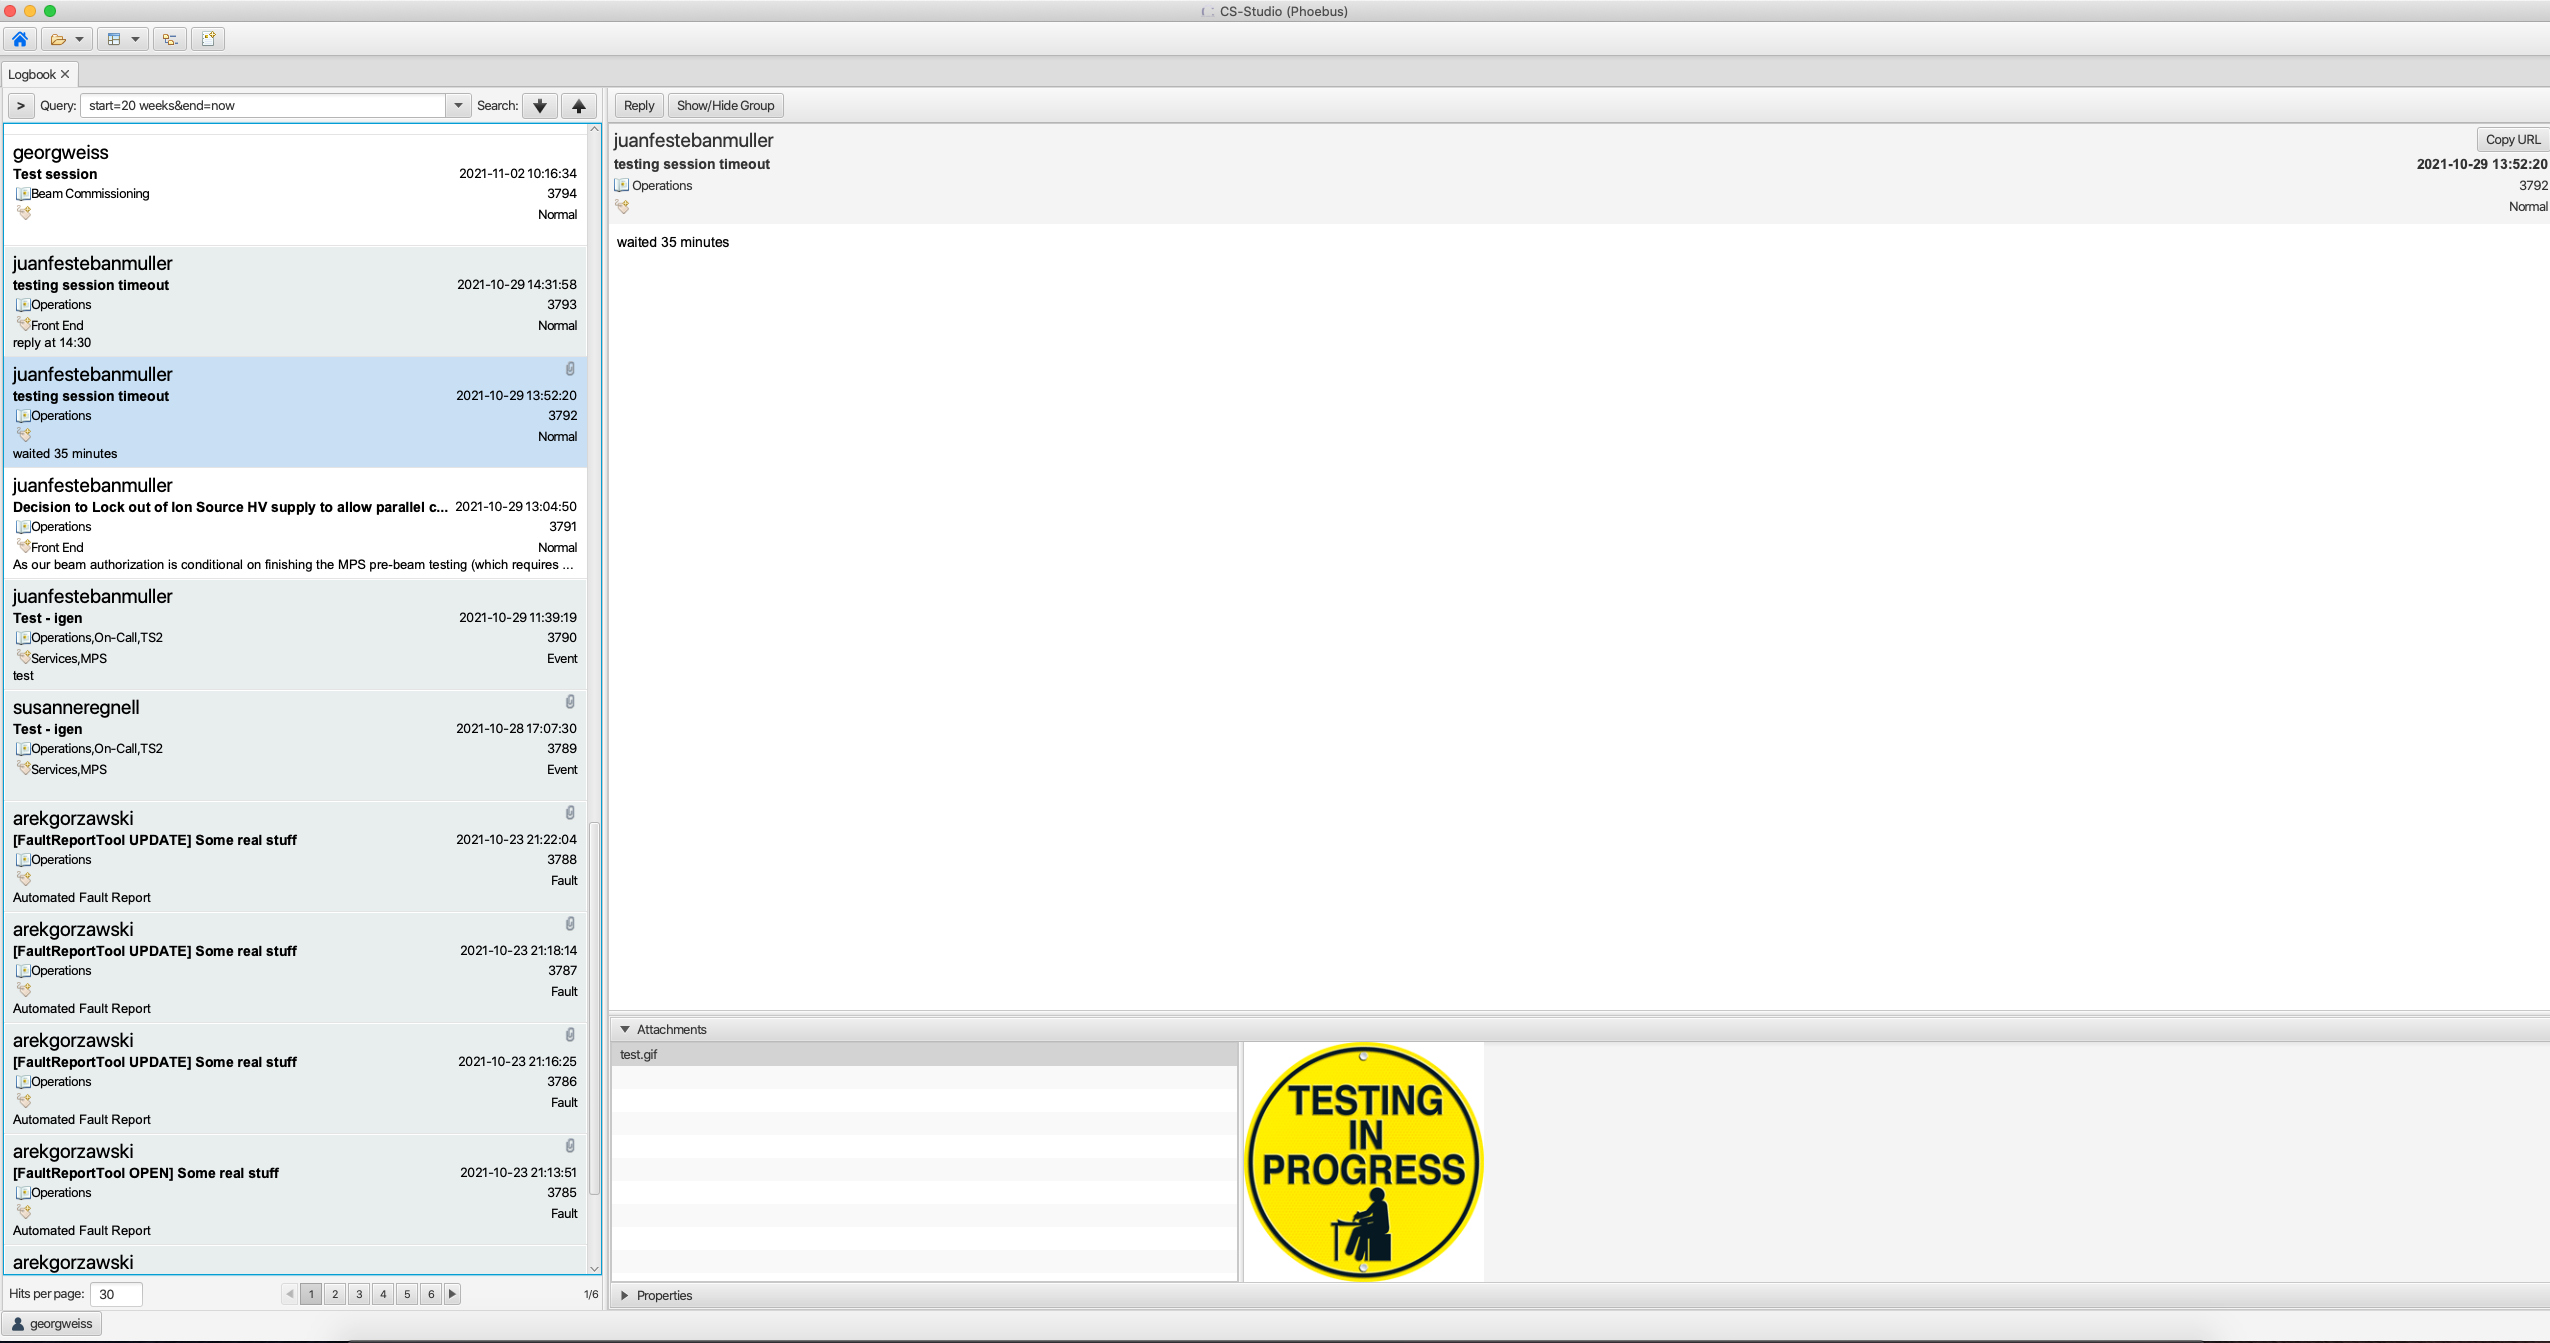 CS-Studio (Phoebus)
Logbook
> Query: start=20 weeks&end=now Search:
georgweiss
Test session 2021-11-02 10:16:34
Beam Commissioning 3794
Normal
juanfestebanmuller
testing session timeout 2021-10-29 14:31:58
Operations 3793
Front End Normal
reply at 14:30
juanfestebanmuller
testing session timeout 2021-10-29 13:52:20
Operations 3792
Normal
waited 35 minutes
juanfestebanmuller
Decision to Lock out of Ion Source HV supply to allow parallel c... 2021-10-29 13:04:50
Operations 3791
Front End Normal
As our beam authorization is conditional on finishing the MPS pre-beam testing (which requires ...
juanfestebanmuller
Test - igen 2021-10-29 11:39:19
Operations,On-Call,TS2 3790
Services,MPS Event
test
susanneregnell
Test - igen 2021-10-28 17:07:30
Operations,On-Call,TS2 3789
Services,MPS Event
arekgorzawski
[FaultReportTool UPDATE] Some real stuff 2021-10-23 21:22:04
Operations 3788
Fault
Automated Fault Report
arekgorzawski
[FaultReportTool UPDATE] Some real stuff 2021-10-23 21:18:14
Operations 3787
Fault
Automated Fault Report
arekgorzawski
[FaultReportTool UPDATE] Some real stuff 2021-10-23 21:16:25
Operations 3786
Fault
Automated Fault Report
arekgorzawski
[FaultReportTool OPEN] Some real stuff 2021-10-23 21:13:51
Operations 3785
Fault
Automated Fault Report
arekgorzawski
Hits per page: 30 1 2 3 4 5 6 1/6
georgweiss
Reply Show/Hide Group
juanfestebanmuller Copy URL
testing session timeout 2021-10-29 13:52:20
Operations 3792
Normal
waited 35 minutes
Attachments
test.gif
TESTING
IN
PROGRESS
Properties